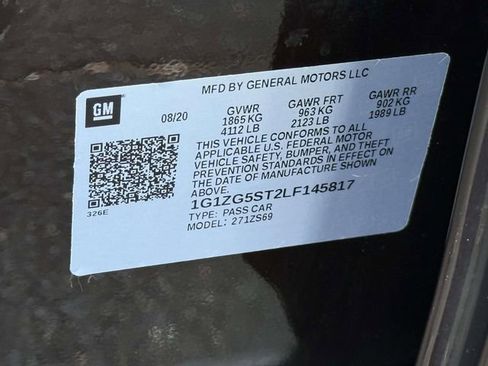 MFD BY GENERAL MOTORS LLC
GM
08/20
GVWR GAWR FRT GAWR RR
1865 KG 963 KG 902 KG
4112 LB 2123 LB 1989 LB
THIS VEHICLE CONFORMS TO ALL
APPLICABLE U.S. FEDERAL MOTOR
VEHICLE SAFETY, BUMPER, AND THEFT
PREVENTION STANDARDS IN EFFECT ON
THE DATE OF MANUFACTURE SHOWN
ABOVE.
1G1ZG5ST2LF145817
TYPE: PASS CAR
MODEL: 271ZS69
326E